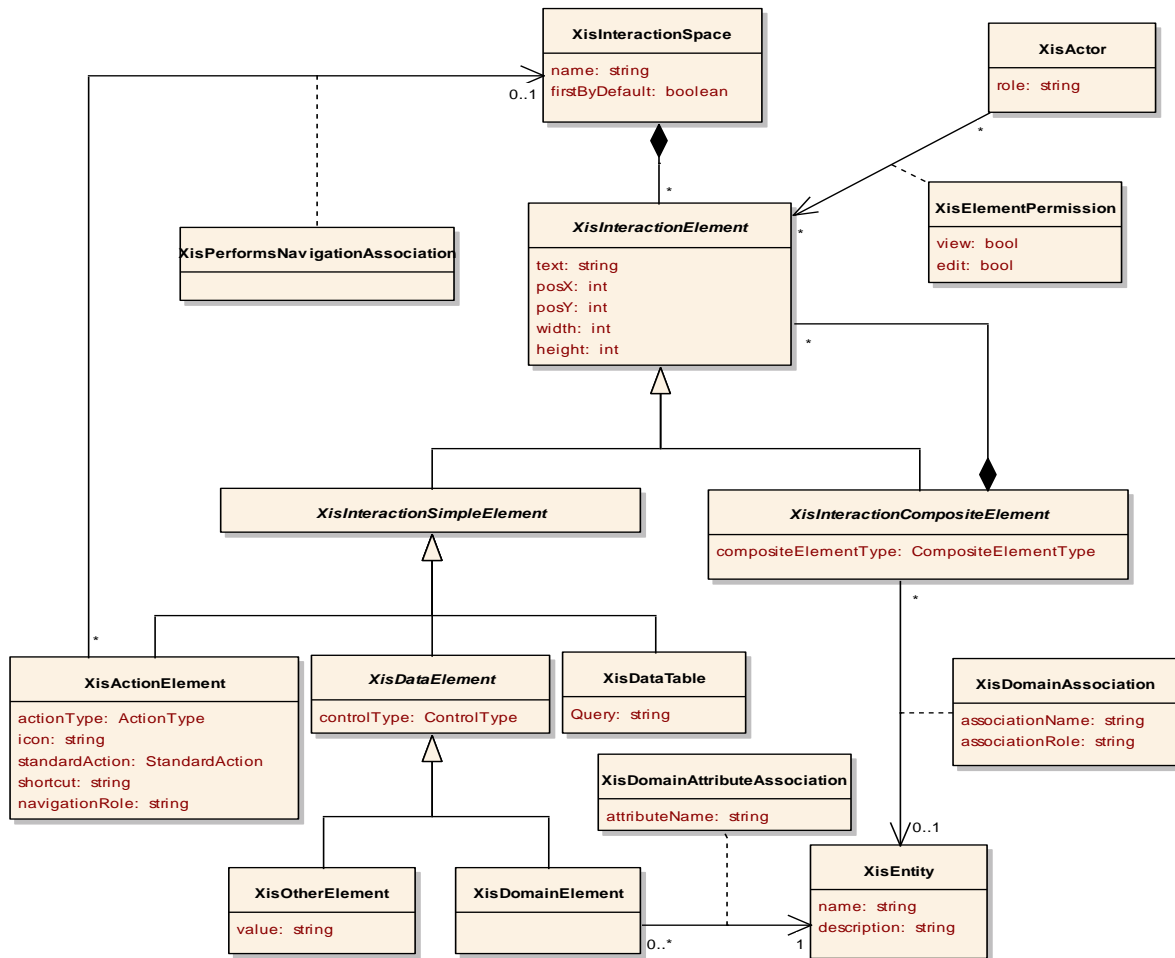 XisInteractionSpace
name: string
firstByDefault: boolean
XisActor
role: string
0..1
*
*
XisPerformsNavigationAssociation
XisInteractionElement
text: string
posX: int
posY: int
width: int
height: int
*
XisElementPermission
view: bool
edit: bool
*
XisInteractionSimpleElement
XisInteractionCompositeElement
compositeElementType: CompositeElementType
*
*
XisActionElement
actionType: ActionType
icon: string
standardAction: StandardAction
shortcut: string
navigationRole: string
XisDataElement
controlType: ControlType
XisDataTable
Query: string
XisDomainAssociation
associationName: string
associationRole: string
XisDomainAttributeAssociation
attributeName: string
0..1
XisOtherElement
value: string
XisDomainElement
0..*
1
XisEntity
name: string
description: string